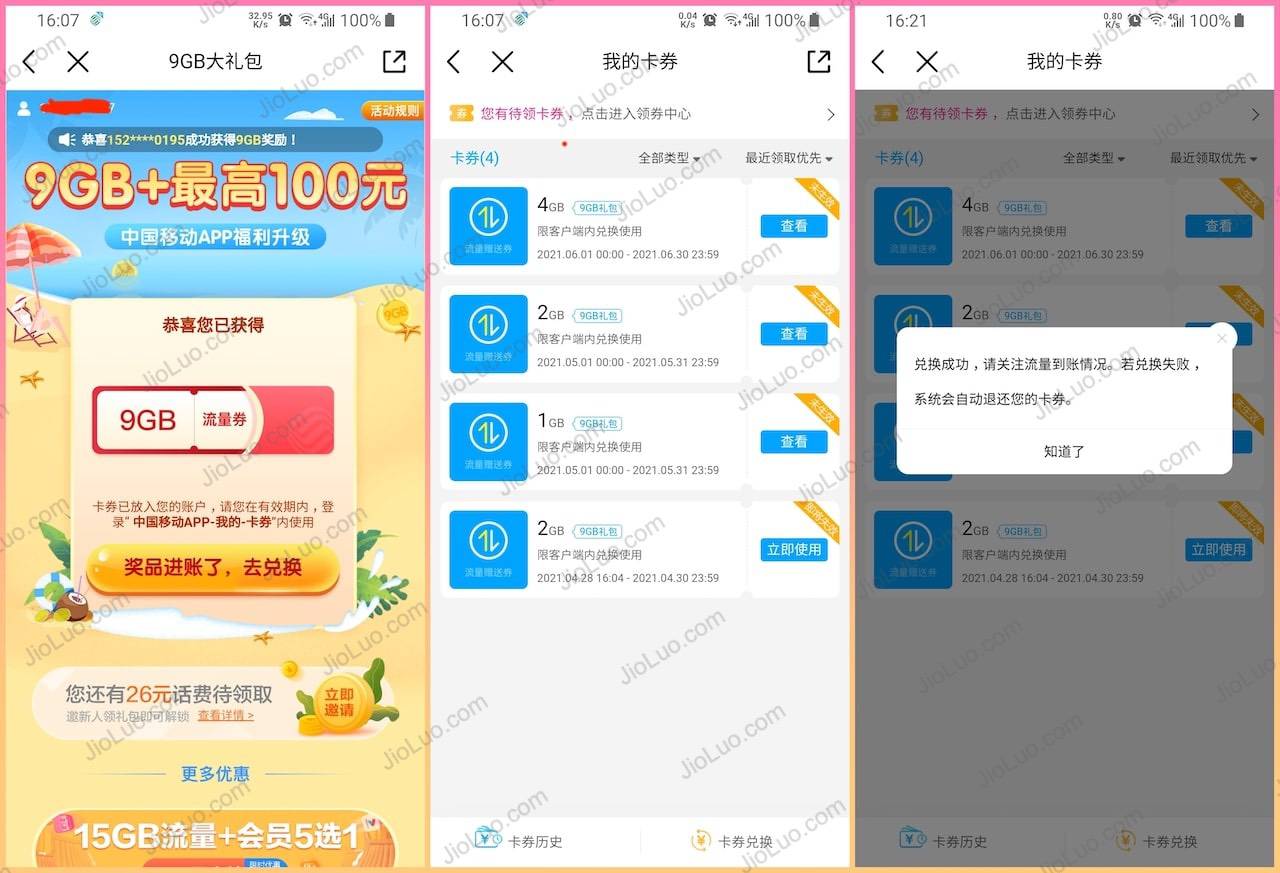 16:07
32.95
K/s
4G
100%
9GB大礼包
7
活动规则
恭喜152****0195成功获得9GB奖励！
9GB+最高100元
中国移动APP福利升级
9GB
恭喜您已获得
9GB 流量券
卡券已放入您的账户，请您在有效期内，登
录“中国移动APP-我的-卡券”内使用
奖品进账了，去兑换
您还有26元话费待领取
邀新人领礼包即可解锁 查看详情 >
立即
邀请
更多优惠
15GB流量+会员5选1
限时优惠
16:07
0.04
K/s
4G
100%
我的卡券
券 您有待领卡券，点击进入领券中心
卡券(4) 全部类型 最近领取优先
流量赠送券
4GB 9GB礼包
限客户端内兑换使用
2021.06.01 00:00 - 2021.06.30 23:59
未生效
查看
流量赠送券
2GB 9GB礼包
限客户端内兑换使用
2021.05.01 00:00 - 2021.05.31 23:59
未生效
查看
流量赠送券
1GB 9GB礼包
限客户端内兑换使用
2021.05.01 00:00 - 2021.05.31 23:59
未生效
查看
流量赠送券
2GB 9GB礼包
限客户端内兑换使用
2021.04.28 16:04 - 2021.04.30 23:59
即将失效
立即使用
卡券历史 卡券兑换
16:21
0.80
K/s
4G
100%
我的卡券
券 您有待领卡券，点击进入领券中心
卡券(4) 全部类型 最近领取优先
流量赠送券
4GB 9GB礼包
限客户端内兑换使用
2021.06.01 00:00 - 2021.06.30 23:59
未生效
查看
2GB 9GB礼包
未生效
兑换成功，请关注流量到账情况。若兑换失败，
系统会自动退还您的卡券。
知道了
流量赠送券
2GB 9GB礼包
限客户端内兑换使用
2021.04.28 16:04 - 2021.04.30 23:59
即将失效
立即使用
卡券历史 卡券兑换
JioLuo.com